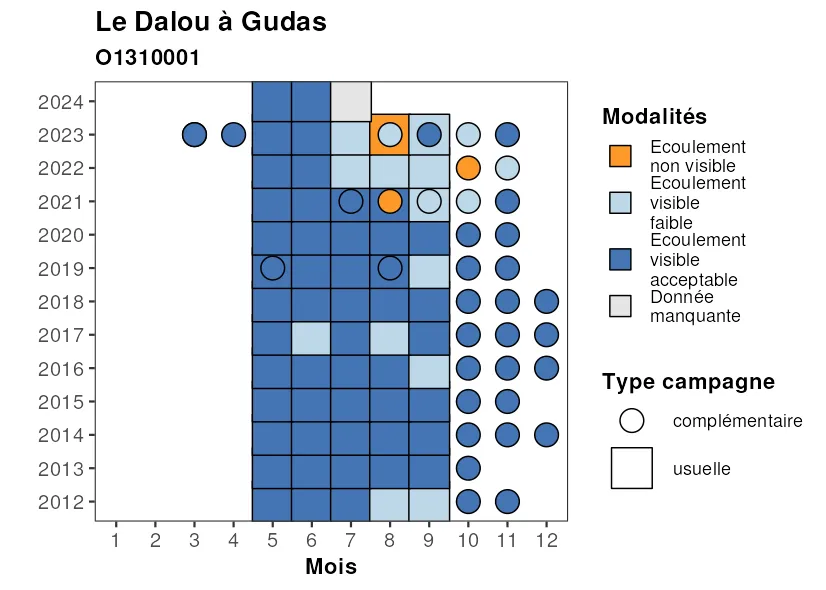 Le Dalou à Gudas
O1310001
2024
2023
2022
2021
2020
2019
2018
2017
2016
2015
2014
2013
2012
1 2 3 4 5 6 7 8 9 10 11 12
Mois
Modalités
Ecoulement
non visible
Ecoulement
visible
faible
Ecoulement
visible
acceptable
Donnée
manquante
Type campagne
complémentaire
usuelle